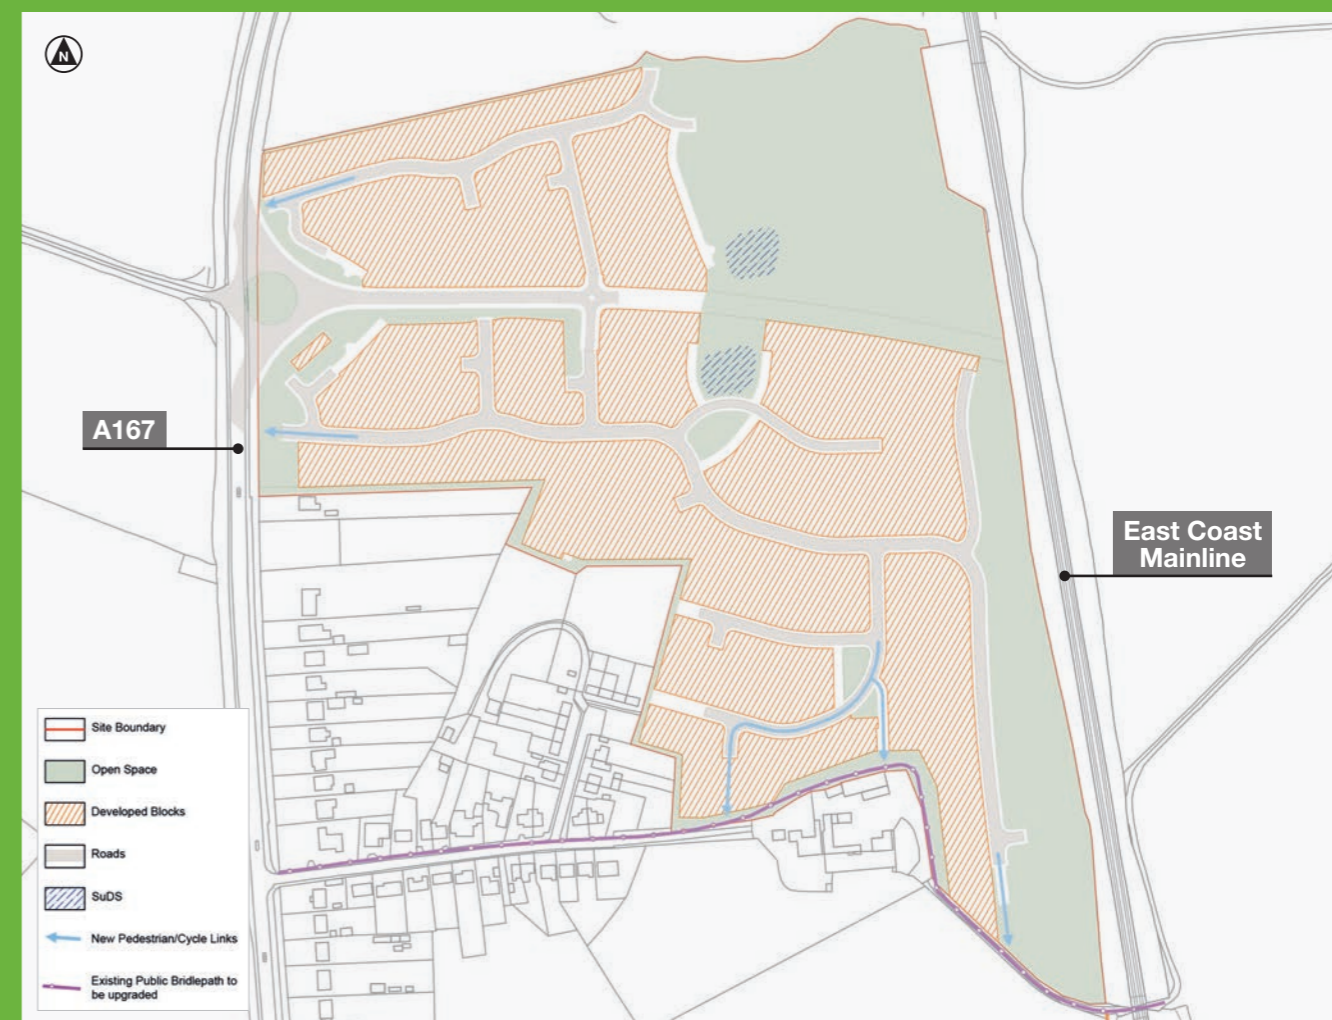 N
A167
East Coast
Mainline
Site Boundary
Open Space
Developed Blocks
Roads
SuDS
New Pedestrian/Cycle Links
Existing Public Bridlepath to
be upgraded